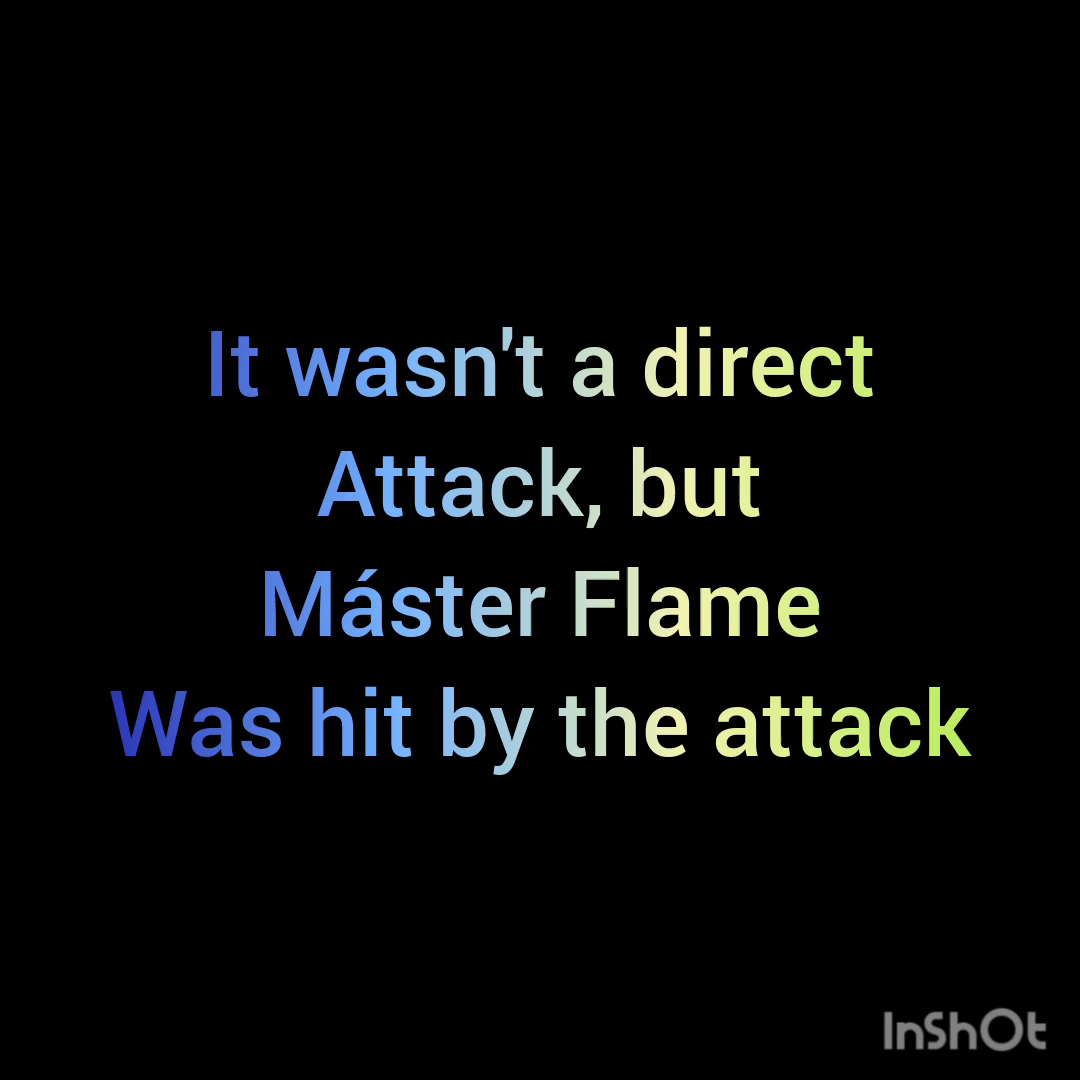 It wasn't a direct
Attack, but
Máster Flame
Was hit by the attack
InShOt